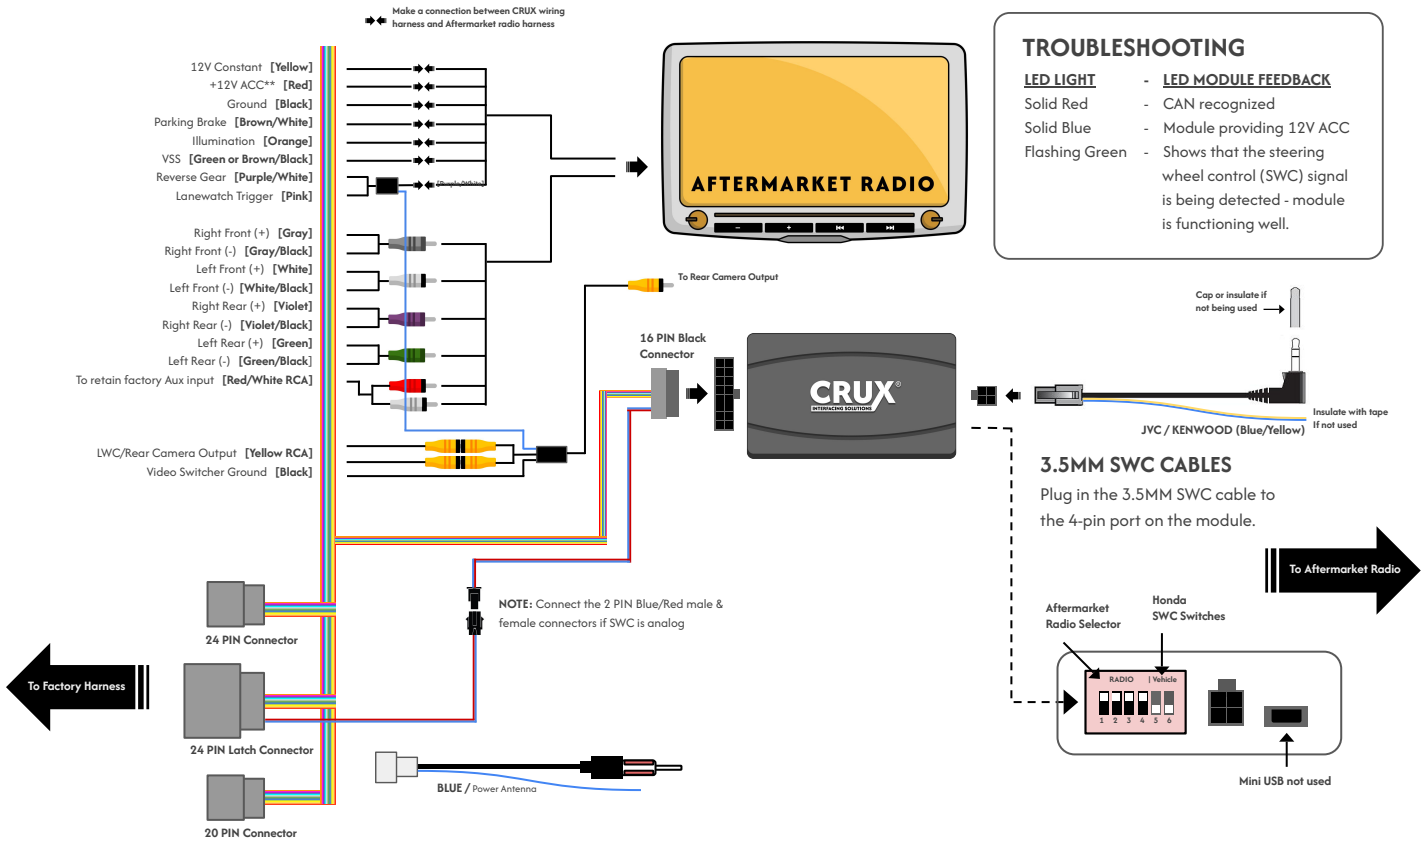 Make a connection between CRUX wiring
harness and Aftermarket radio harness
12V Constant [Yellow]
+12V ACC** [Red]
Ground [Black]
Parking Brake [Brown/White]
Illumination [Orange]
VSS [Green or Brown/Black]
Reverse Gear [Purple/White]
[Purple/White]
Lanewatch Trigger [Pink]
Right Front (+) [Gray]
Right Front (-) [Gray/Black]
Left Front (+) [White]
Left Front (-) [White/Black]
Right Rear (+) [Violet]
Right Rear (-) [Violet/Black]
Left Rear (+) [Green]
Left Rear (-) [Green/Black]
To retain factory Aux input [Red/White RCA]
LWC/Rear Camera Output [Yellow RCA]
Video Switcher Ground [Black]
AFTERMARKET RADIO
TROUBLESHOOTING
LED LIGHT - LED MODULE FEEDBACK
Solid Red - CAN recognized
Solid Blue - Module providing 12V ACC
Flashing Green - Shows that the steering
wheel control (SWC) signal
is being detected - module
is functioning well.
To Rear Camera Output
16 PIN Black
Connector
CRUX®
INTERFACING SOLUTIONS
Cap or insulate if
not being used
Insulate with tape
If not used
JVC / KENWOOD (Blue/Yellow)
3.5MM SWC CABLES
Plug in the 3.5MM SWC cable to
the 4-pin port on the module.
To Aftermarket Radio
Aftermarket
Radio Selector
Honda
SWC Switches
RADIO | Vehicle
1 2 3 4 5 6
Mini USB not used
NOTE: Connect the 2 PIN Blue/Red male &
female connectors if SWC is analog
24 PIN Connector
To Factory Harness
24 PIN Latch Connector
20 PIN Connector
BLUE / Power Antenna